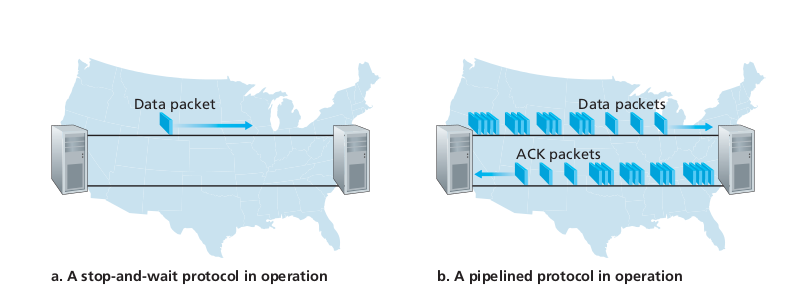 Data packet
Data packets
ACK packets
a. A stop-and-wait protocol in operation
b. A pipelined protocol in operation